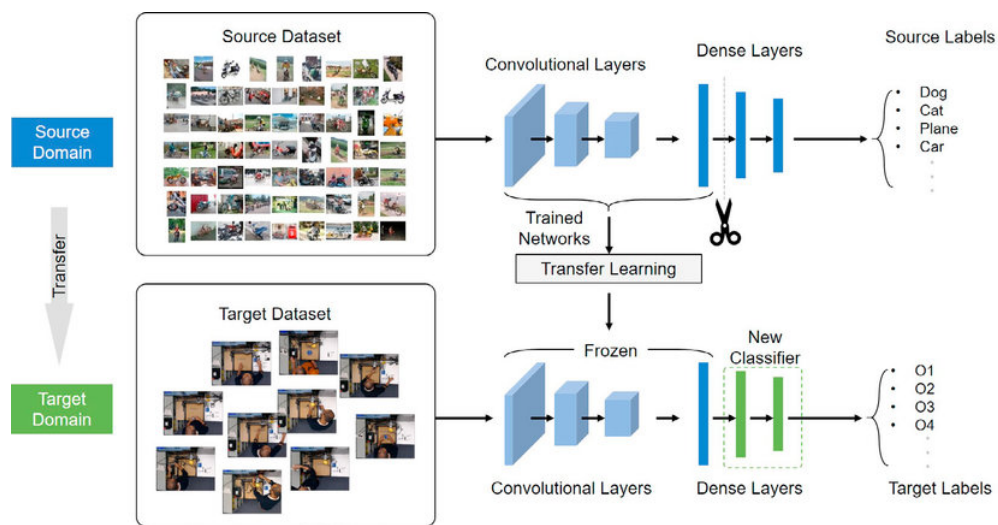 Source Dataset
Convolutional Layers
Dense Layers
Source Labels
• Dog
• Cat
• Plane
• Car
Source
Domain
Trained
Networks
Transfer Learning
Transfer
Target Dataset
Frozen
New
Classifier
• O1
• O2
• O3
• O4
Target
Domain
Convolutional Layers
Dense Layers
Target Labels